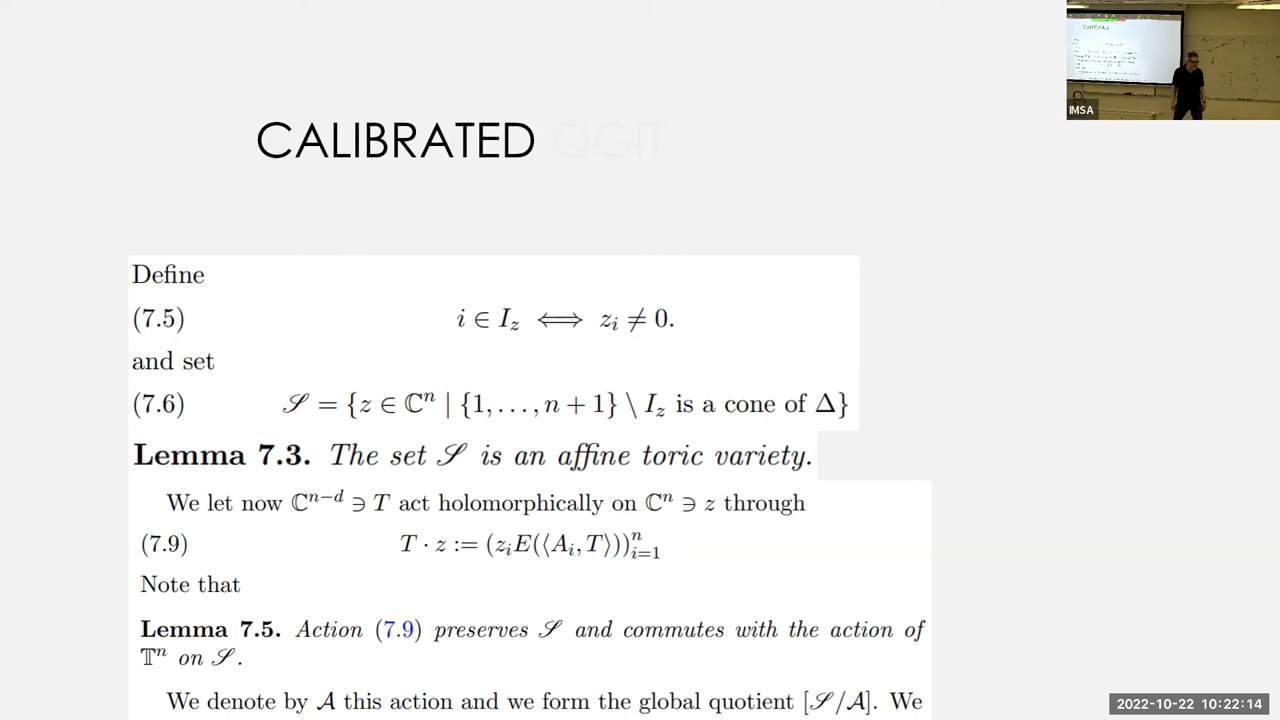 CALIBRATED QGIT
IMSA
Define
(7.5) i ∈ I_z ⟺ z_i ≠ 0.
and set
(7.6) 𝒮 = {z ∈ ℂ^n | {1, . . . , n + 1} \ I_z is a cone of Δ}
Lemma 7.3. The set 𝒮 is an affine toric variety.
We let now ℂ^{n−d} ∋ T act holomorphically on ℂ^n ∋ z through
(7.9) T · z := (z_i E(⟨A_i, T⟩))_{i=1}^n
Note that
Lemma 7.5. Action (7.9) preserves 𝒮 and commutes with the action of
𝕋^n on 𝒮.
We denote by 𝒜 this action and we form the global quotient [𝒮/𝒜]. We
2022-10-22 10:22:14